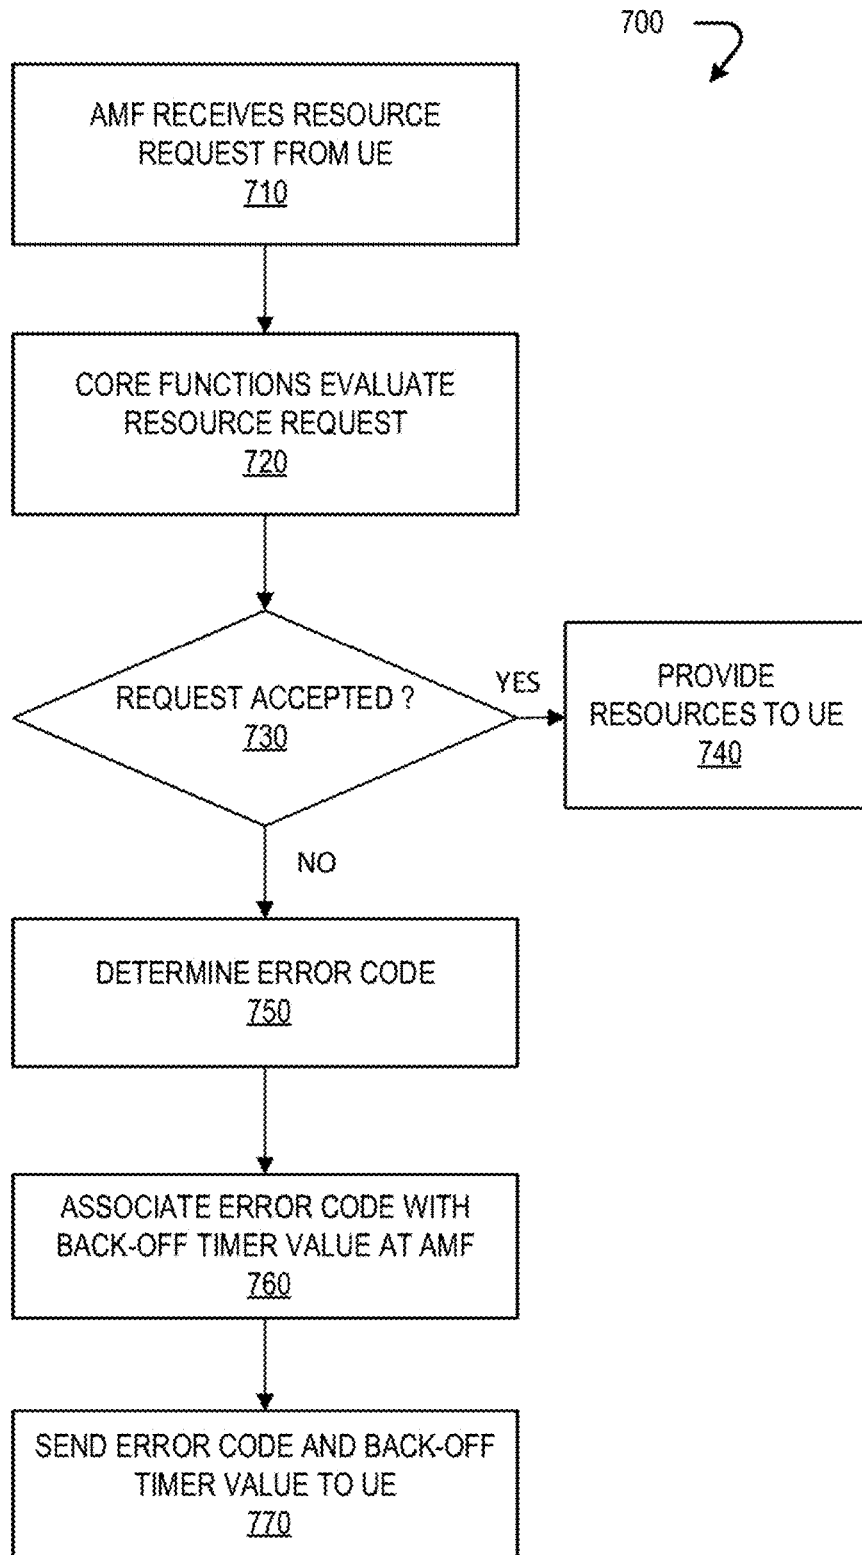 700
AMF RECEIVES RESOURCE
REQUEST FROM UE
710
CORE FUNCTIONS EVALUATE
RESOURCE REQUEST
720
REQUEST ACCEPTED ?
730
YES
PROVIDE
RESOURCES TO UE
740
NO
DETERMINE ERROR CODE
750
ASSOCIATE ERROR CODE WITH
BACK-OFF TIMER VALUE AT AMF
760
SEND ERROR CODE AND BACK-OFF
TIMER VALUE TO UE
770